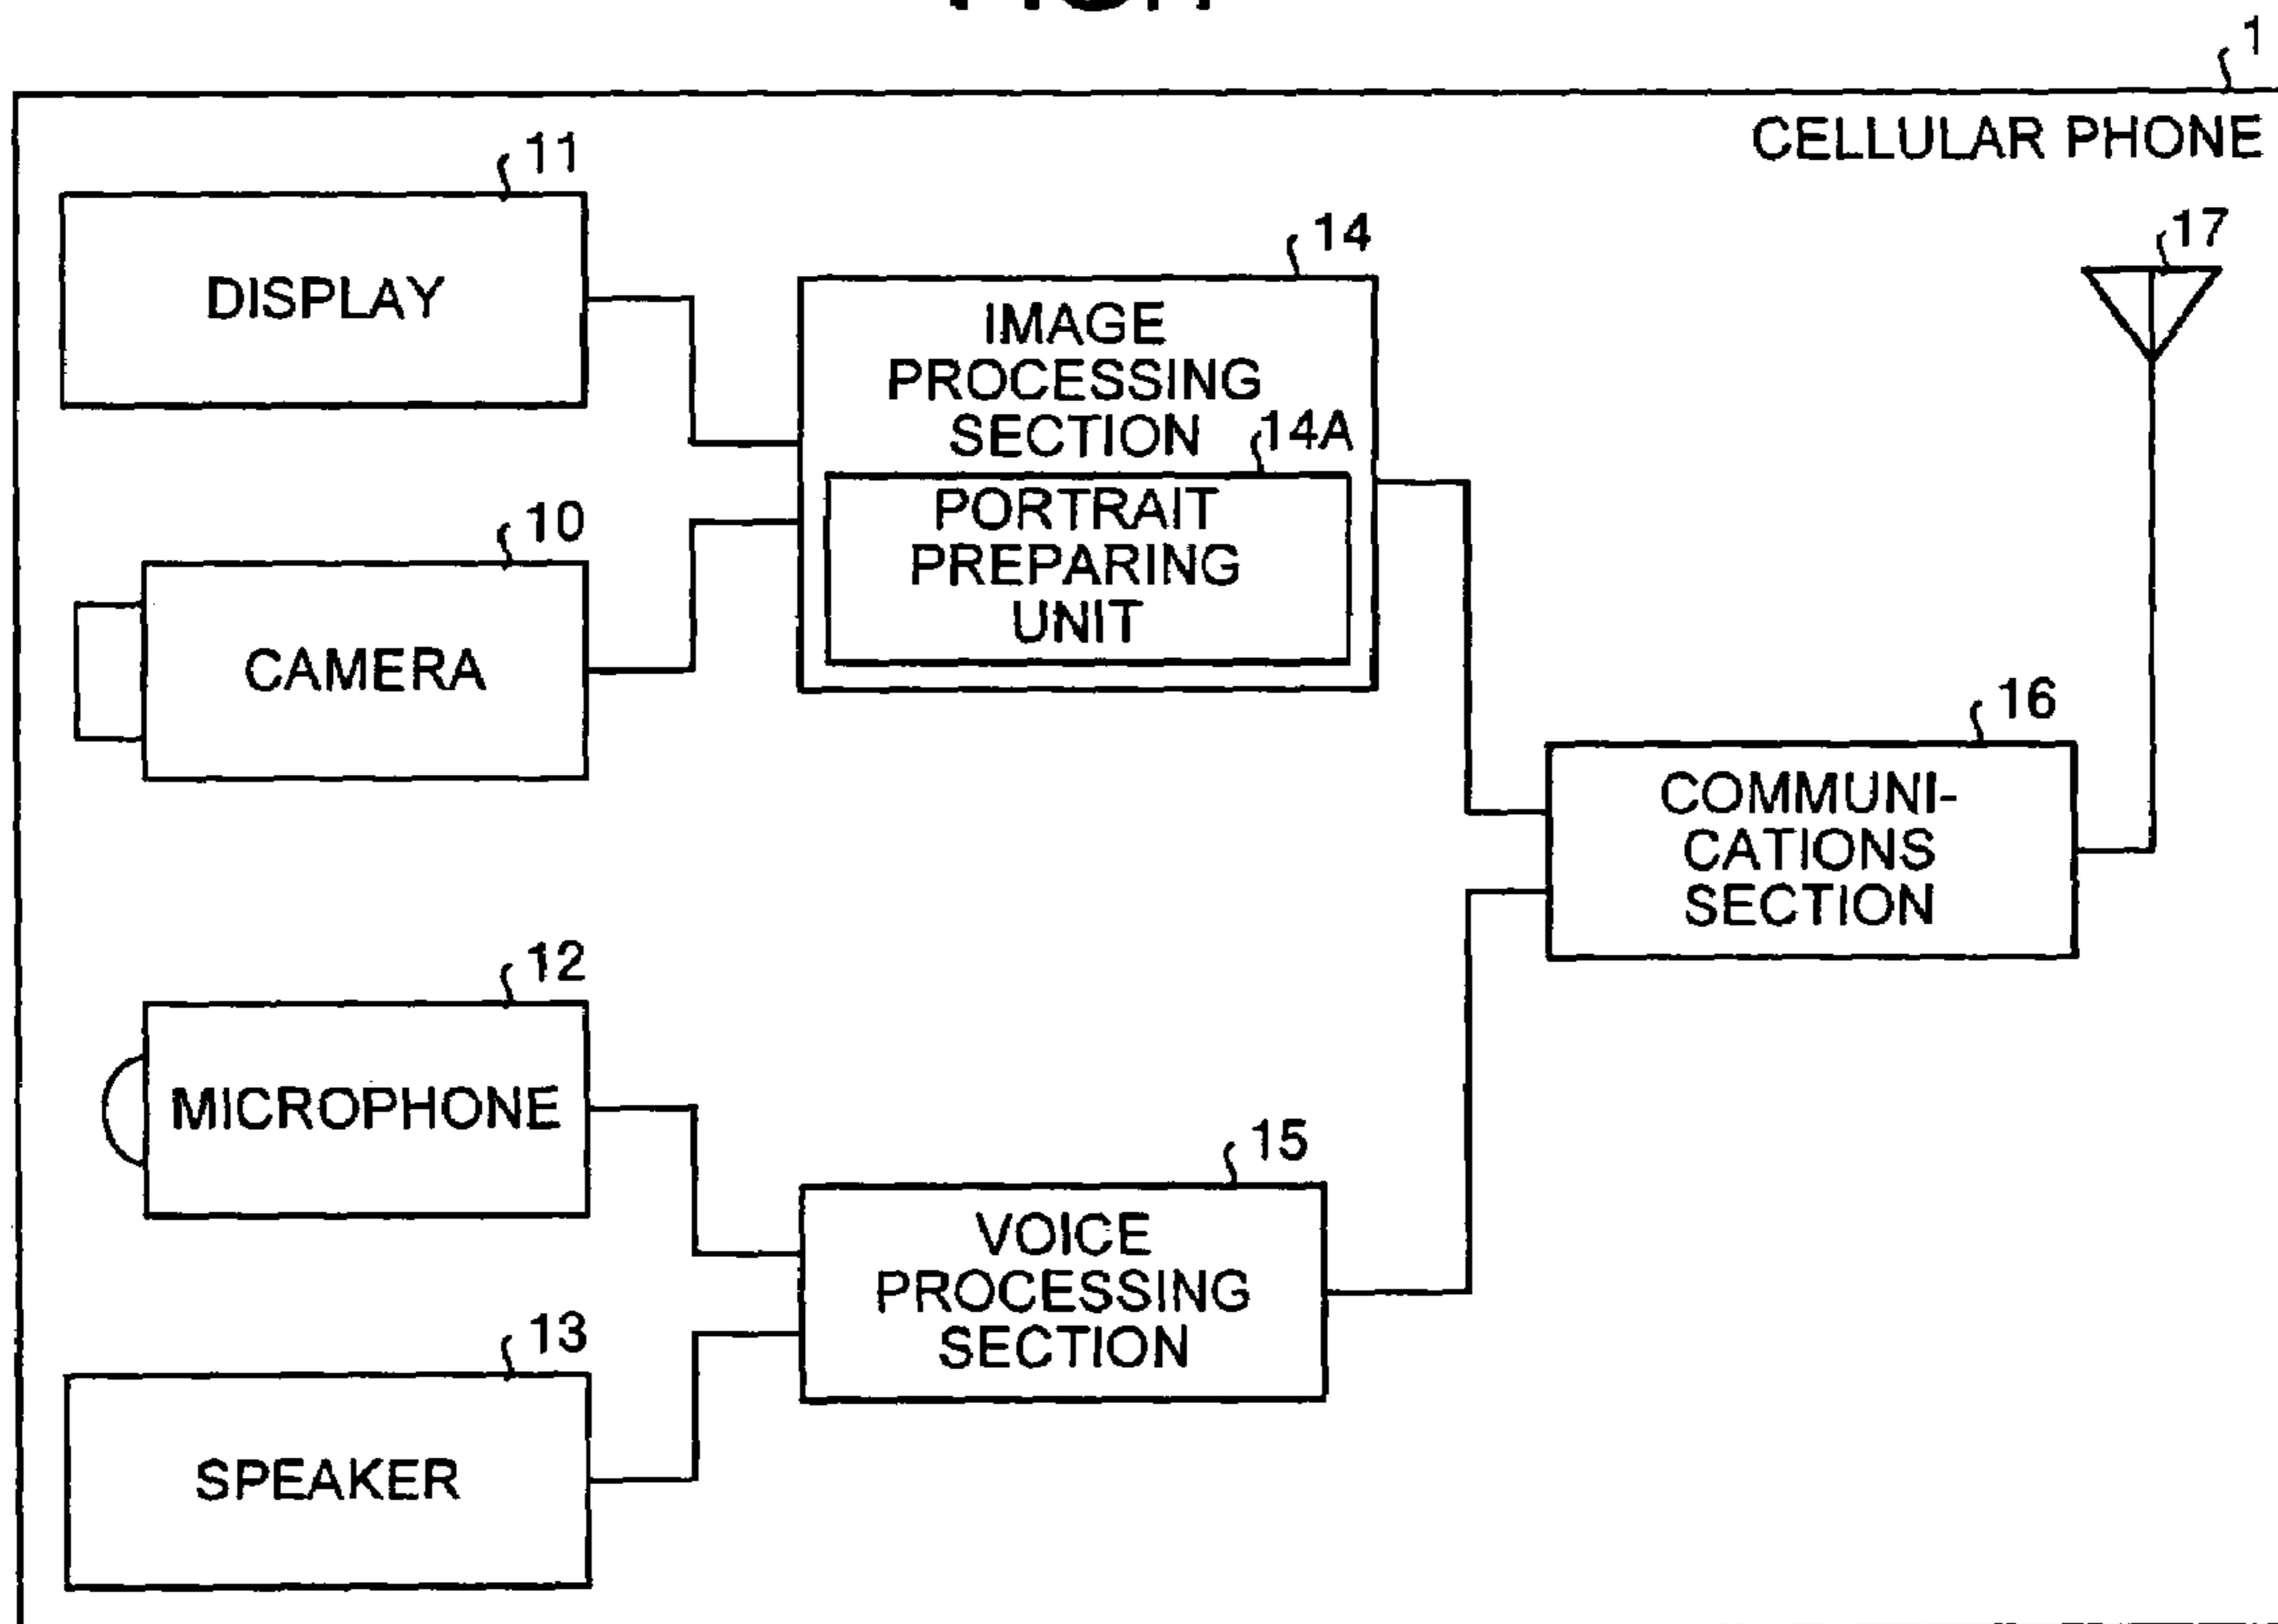 1
CELLULAR PHONE
11
DISPLAY
14
IMAGE
PROCESSING
SECTION
14A
PORTRAIT
PREPARING
UNIT
17
10
CAMERA
16
COMMUNI-
CATIONS
SECTION
12
MICROPHONE
15
VOICE
PROCESSING
SECTION
13
SPEAKER